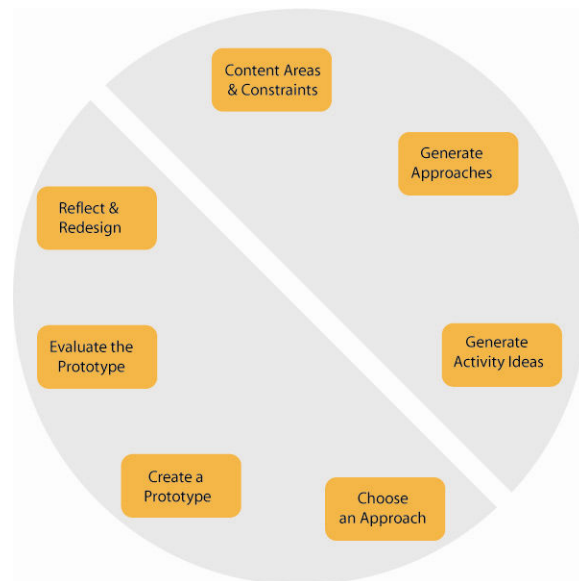 Content Areas
& Constraints
Generate
Approaches
Generate
Activity Ideas
Choose
an Approach
Create a
Prototype
Evaluate the
Prototype
Reflect &
Redesign